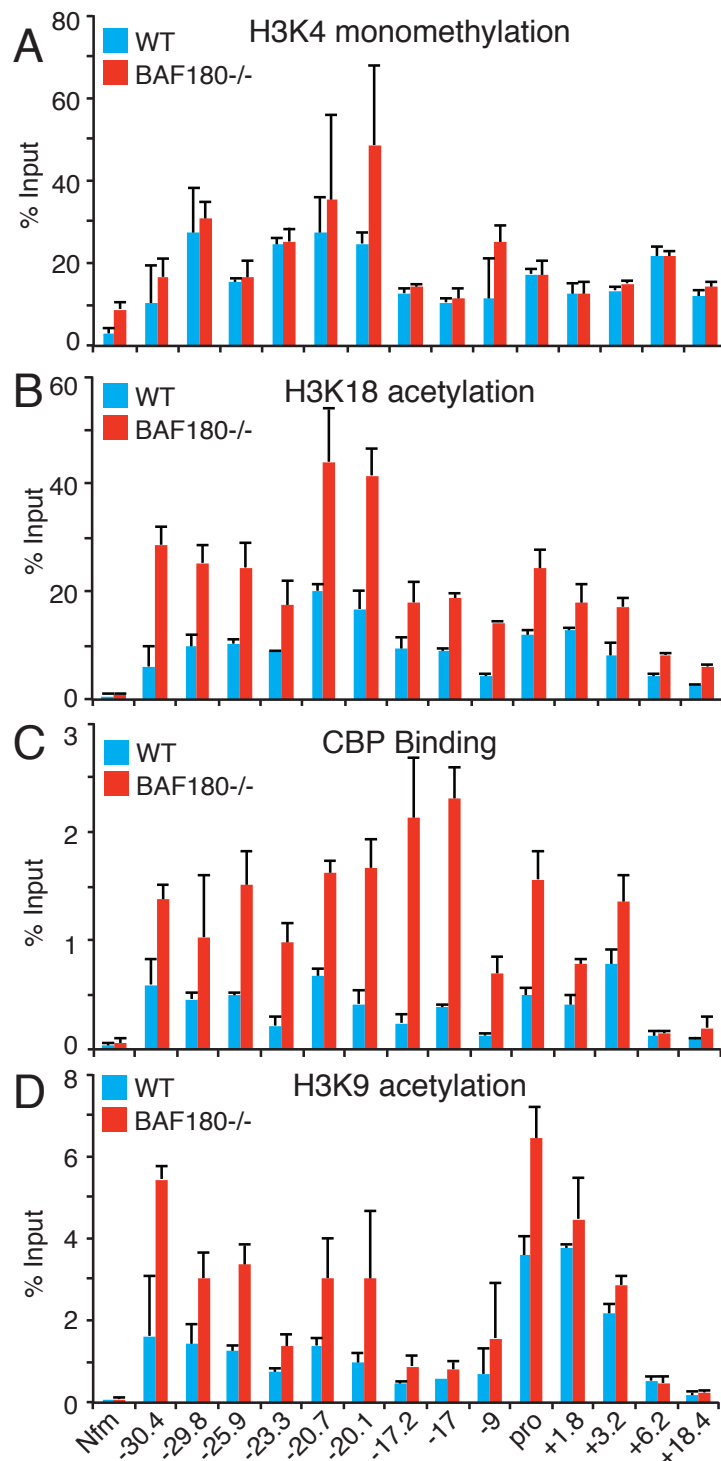 A
H3K4 monomethylation
WT
BAF180-/-
% Input
80
60
40
20
0
B
H3K18 acetylation
WT
BAF180-/-
% Input
60
40
20
0
C
CBP Binding
WT
BAF180-/-
% Input
3
2
1
0
D
H3K9 acetylation
WT
BAF180-/-
% Input
8
6
4
2
0
Nfm
-30.4
-29.8
-25.9
-23.3
-20.7
-20.1
-17.2
-17
-9
pro
+1.8
+3.2
+6.2
+18.4